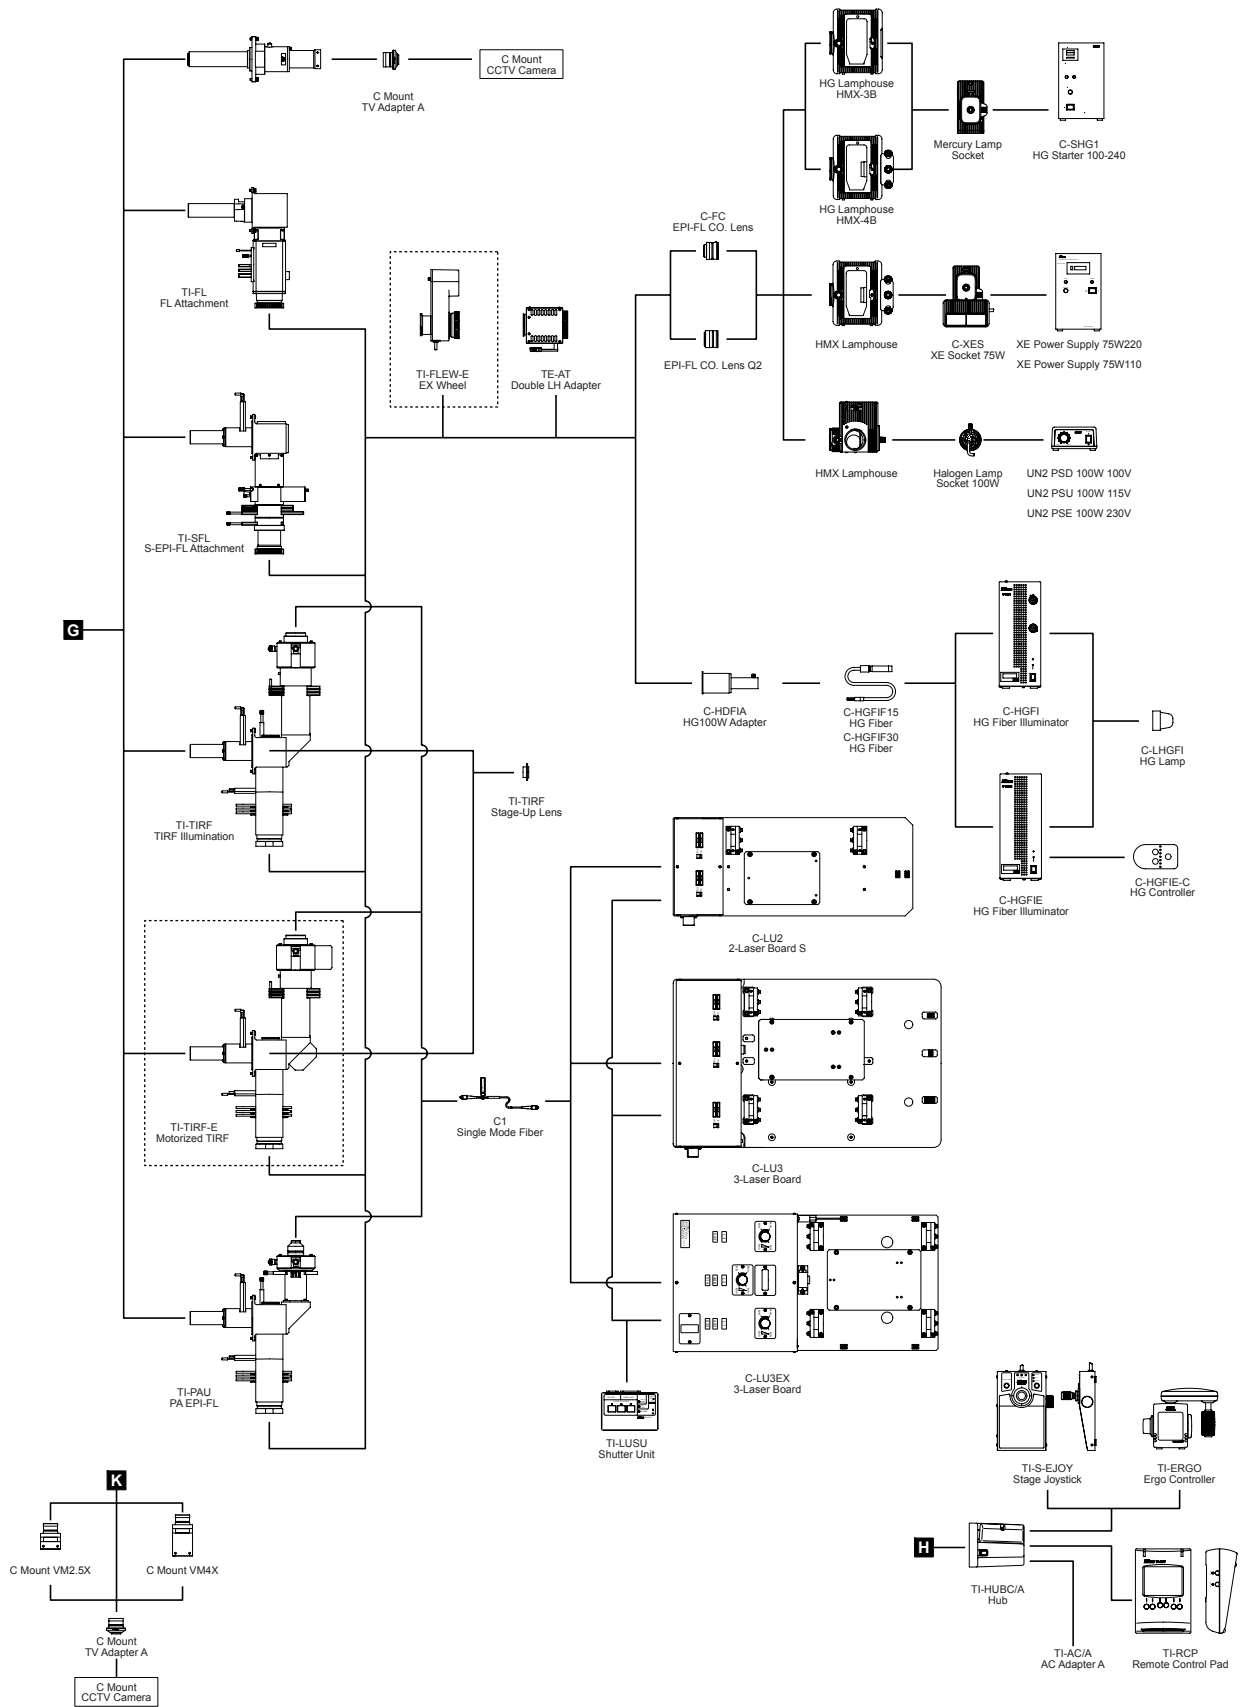 C Mount
CCTV Camera
C Mount
TV Adapter A
HG Lamphouse
HMX-3B
Mercury Lamp
Socket
C-SHG1
HG Starter 100-240
HG Lamphouse
HMX-4B
C-FC
EPI-FL CO. Lens
TI-FL
FL Attachment
TI-FLEW-E
EX Wheel
TE-AT
Double LH Adapter
EPI-FL CO. Lens Q2
HMX Lamphouse
C-XES
XE Socket 75W
XE Power Supply 75W220
XE Power Supply 75W110
HMX Lamphouse
Halogen Lamp
Socket 100W
UN2 PSD 100W 100V
UN2 PSU 100W 115V
UN2 PSE 100W 230V
TI-SFL
S-EPI-FL Attachment
G
C-HDFIA
HG100W Adapter
C-HGFIF15
HG Fiber
C-HGFIF30
HG Fiber
C-HGFI
HG Fiber Illuminator
C-LHGFI
HG Lamp
TI-TIRF
Stage-Up Lens
TI-TIRF
TIRF Illumination
C-HGFIE
HG Fiber Illuminator
C-HGFIE-C
HG Controller
C-LU2
2-Laser Board S
TI-TIRF-E
Motorized TIRF
C1
Single Mode Fiber
C-LU3
3-Laser Board
TI-PAU
PA EPI-FL
C-LU3EX
3-Laser Board
TI-LUSU
Shutter Unit
TI-S-EJOY
Stage Joystick
TI-ERGO
Ergo Controller
K
C Mount VM2.5X
C Mount VM4X
C Mount
TV Adapter A
C Mount
CCTV Camera
H
TI-HUBC/A
Hub
TI-AC/A
AC Adapter A
TI-RCP
Remote Control Pad